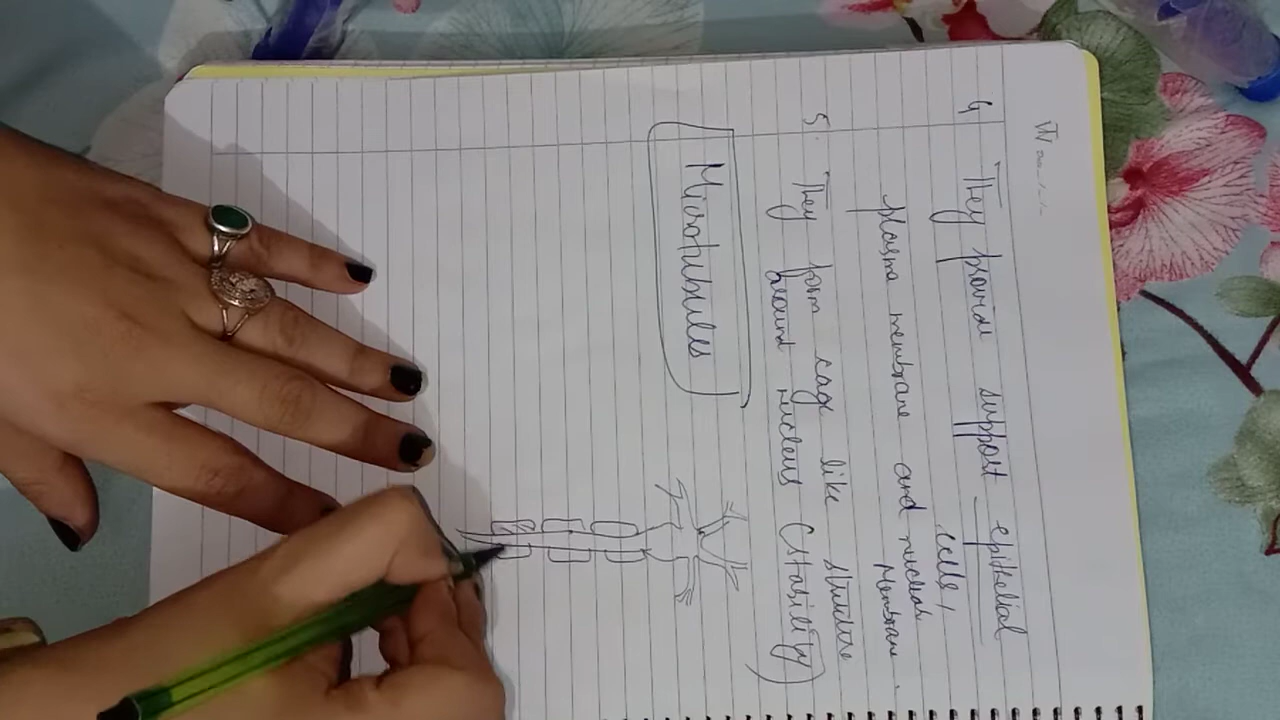 4 They provide support epithelial
cells,
plasma membrane and nuclear
Membrane.
5. They form cage like structure
around nucleus (stability)
Microtubules